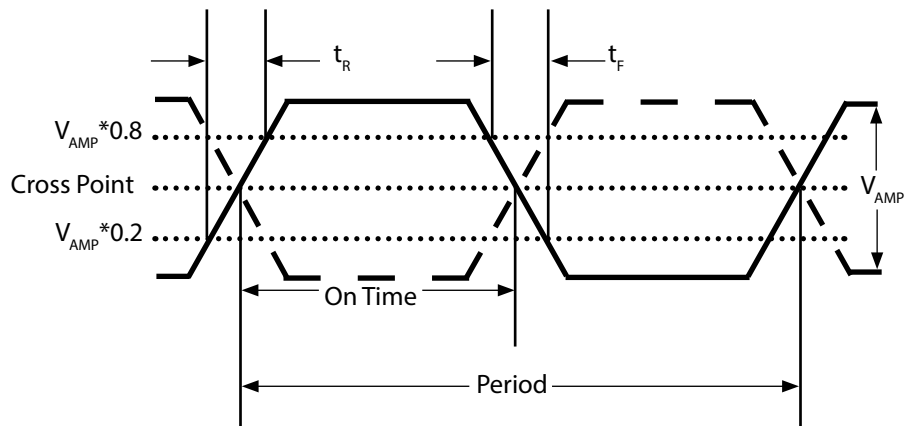 t_R
t_F
V_AMP*0.8
Cross Point
V_AMP
V_AMP*0.2
On Time
Period